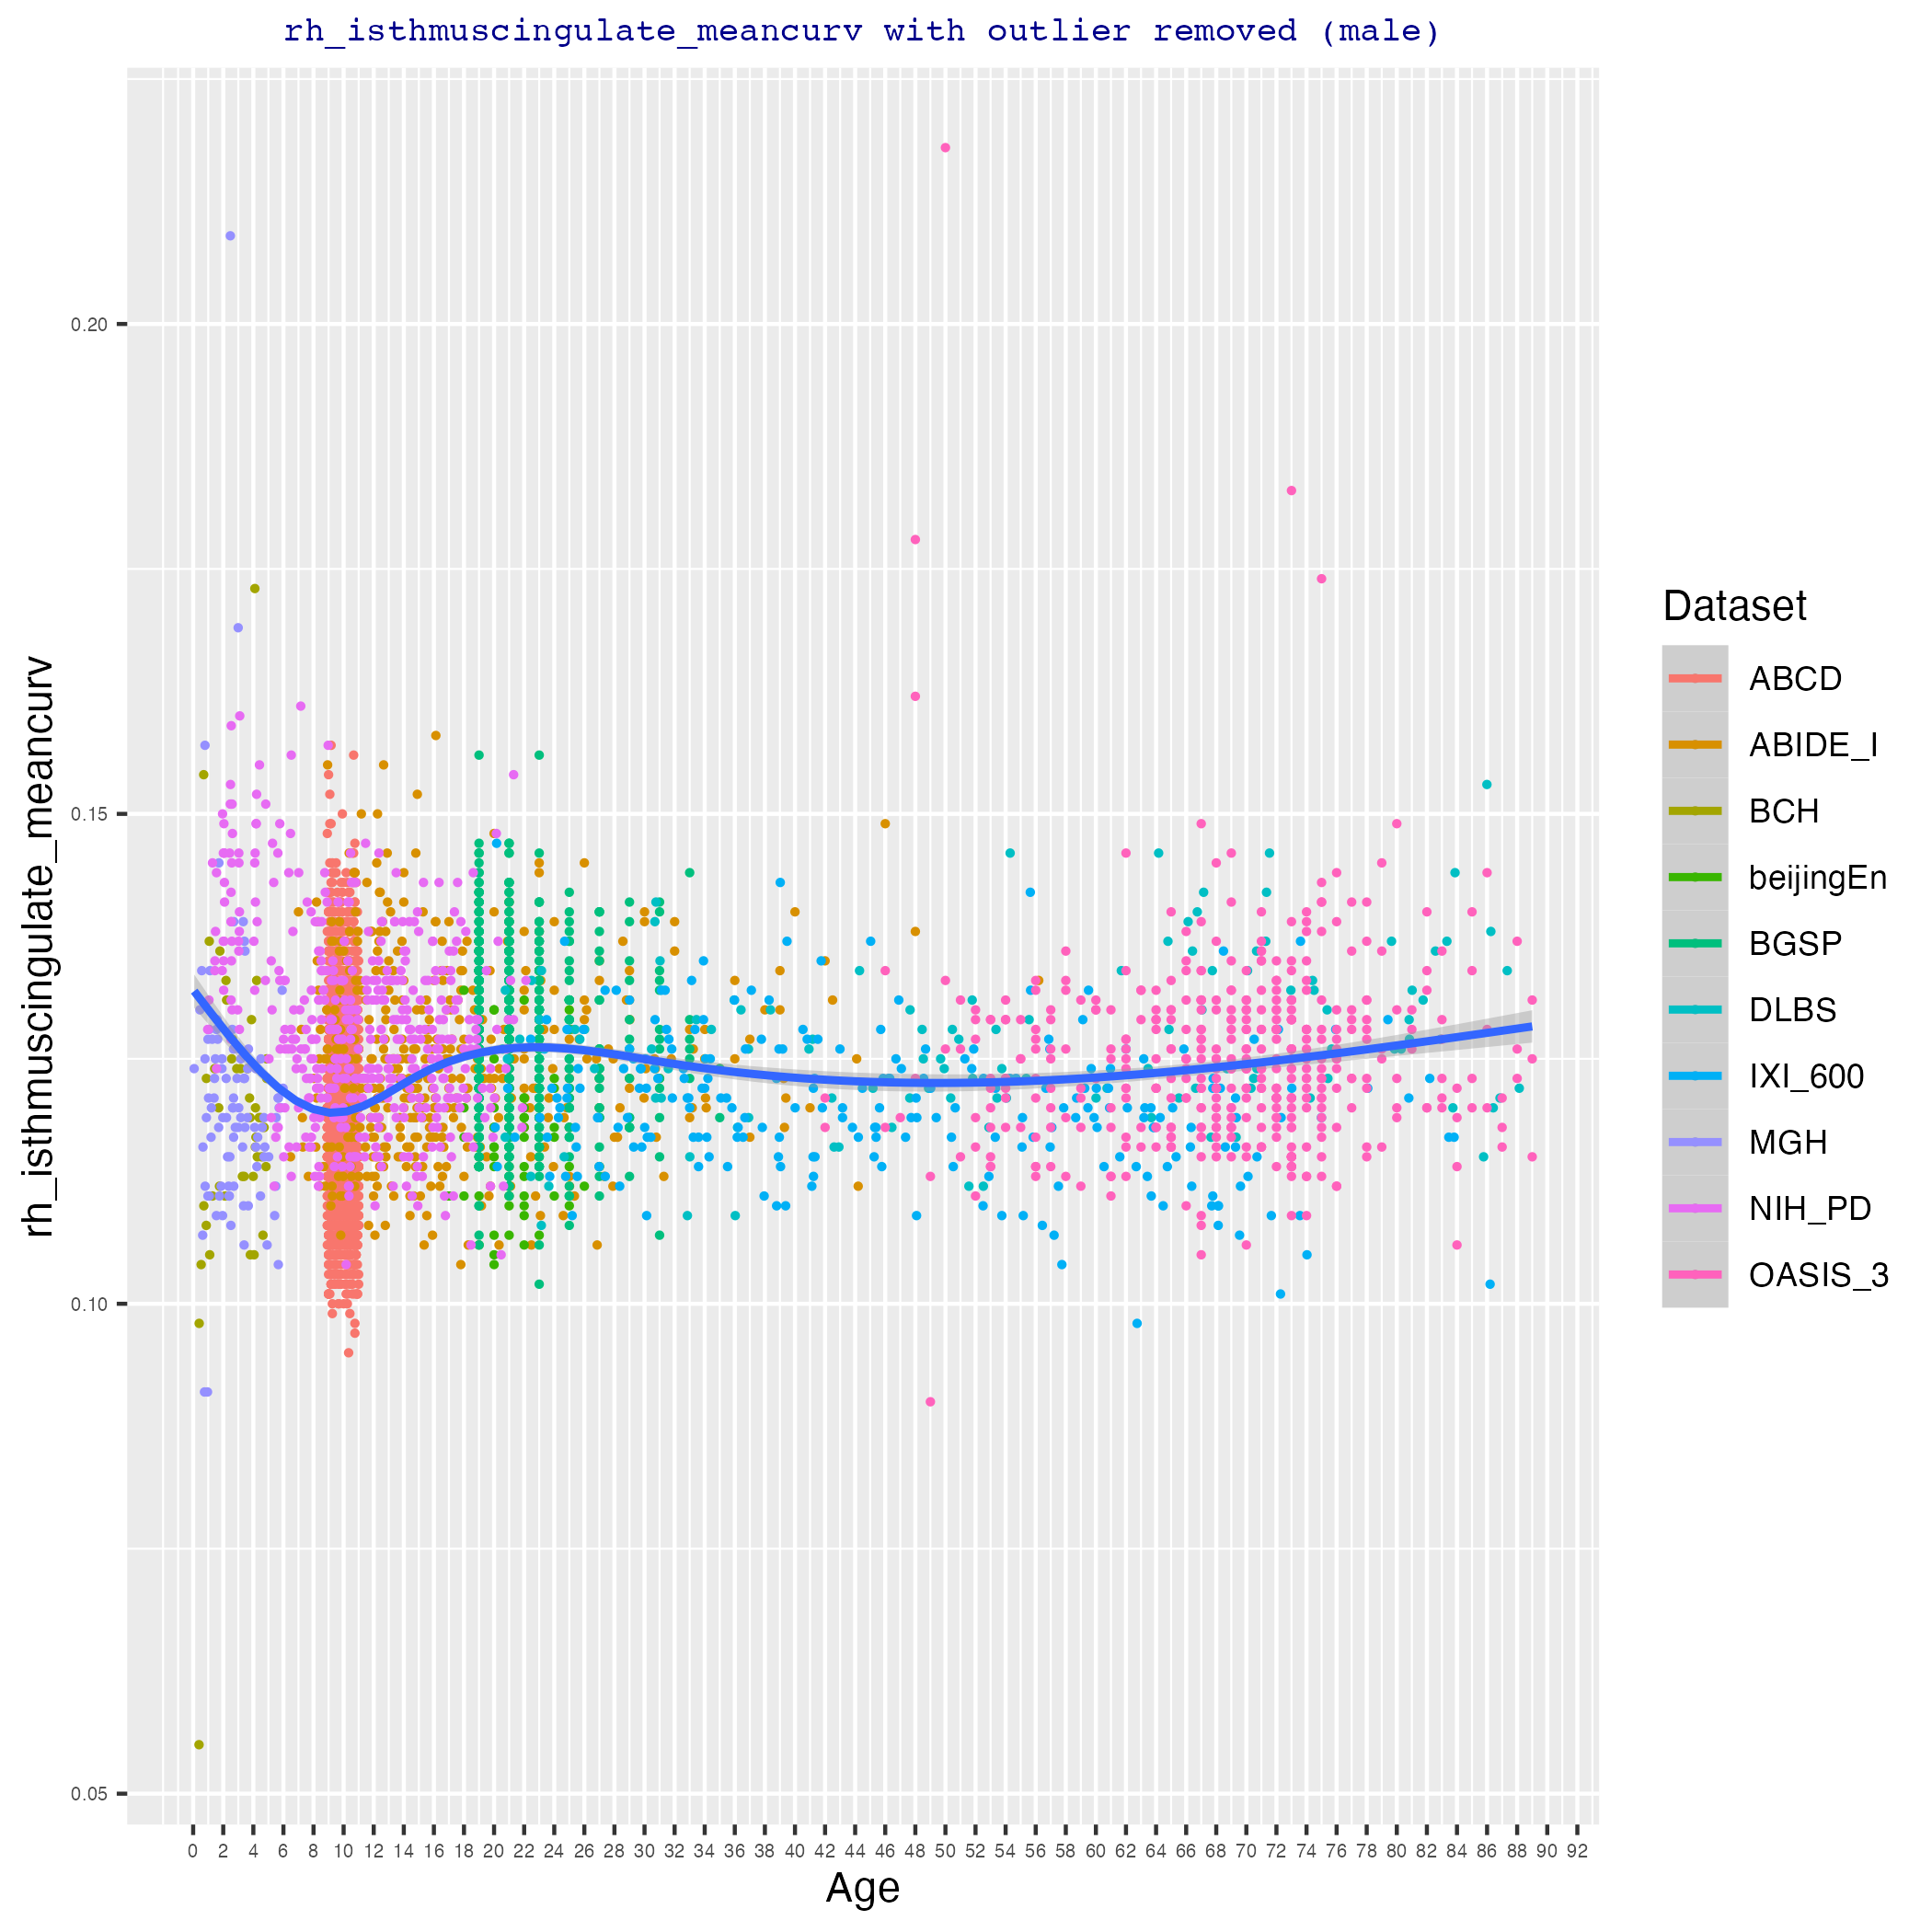 rh_isthmuscingulate_meancurv with outlier removed (male)
rh_isthmuscingulate_meancurv
0.20
0.15
0.10
0.05
0 2 4 6 8 10 12 14 16 18 20 22 24 26 28 30 32 34 36 38 40 42 44 46 48 50 52 54 56 58 60 62 64 66 68 70 72 74 76 78 80 82 84 86 88 90 92
Age
Dataset
ABCD
ABIDE_I
BCH
beijingEn
BGSP
DLBS
IXI_600
MGH
NIH_PD
OASIS_3